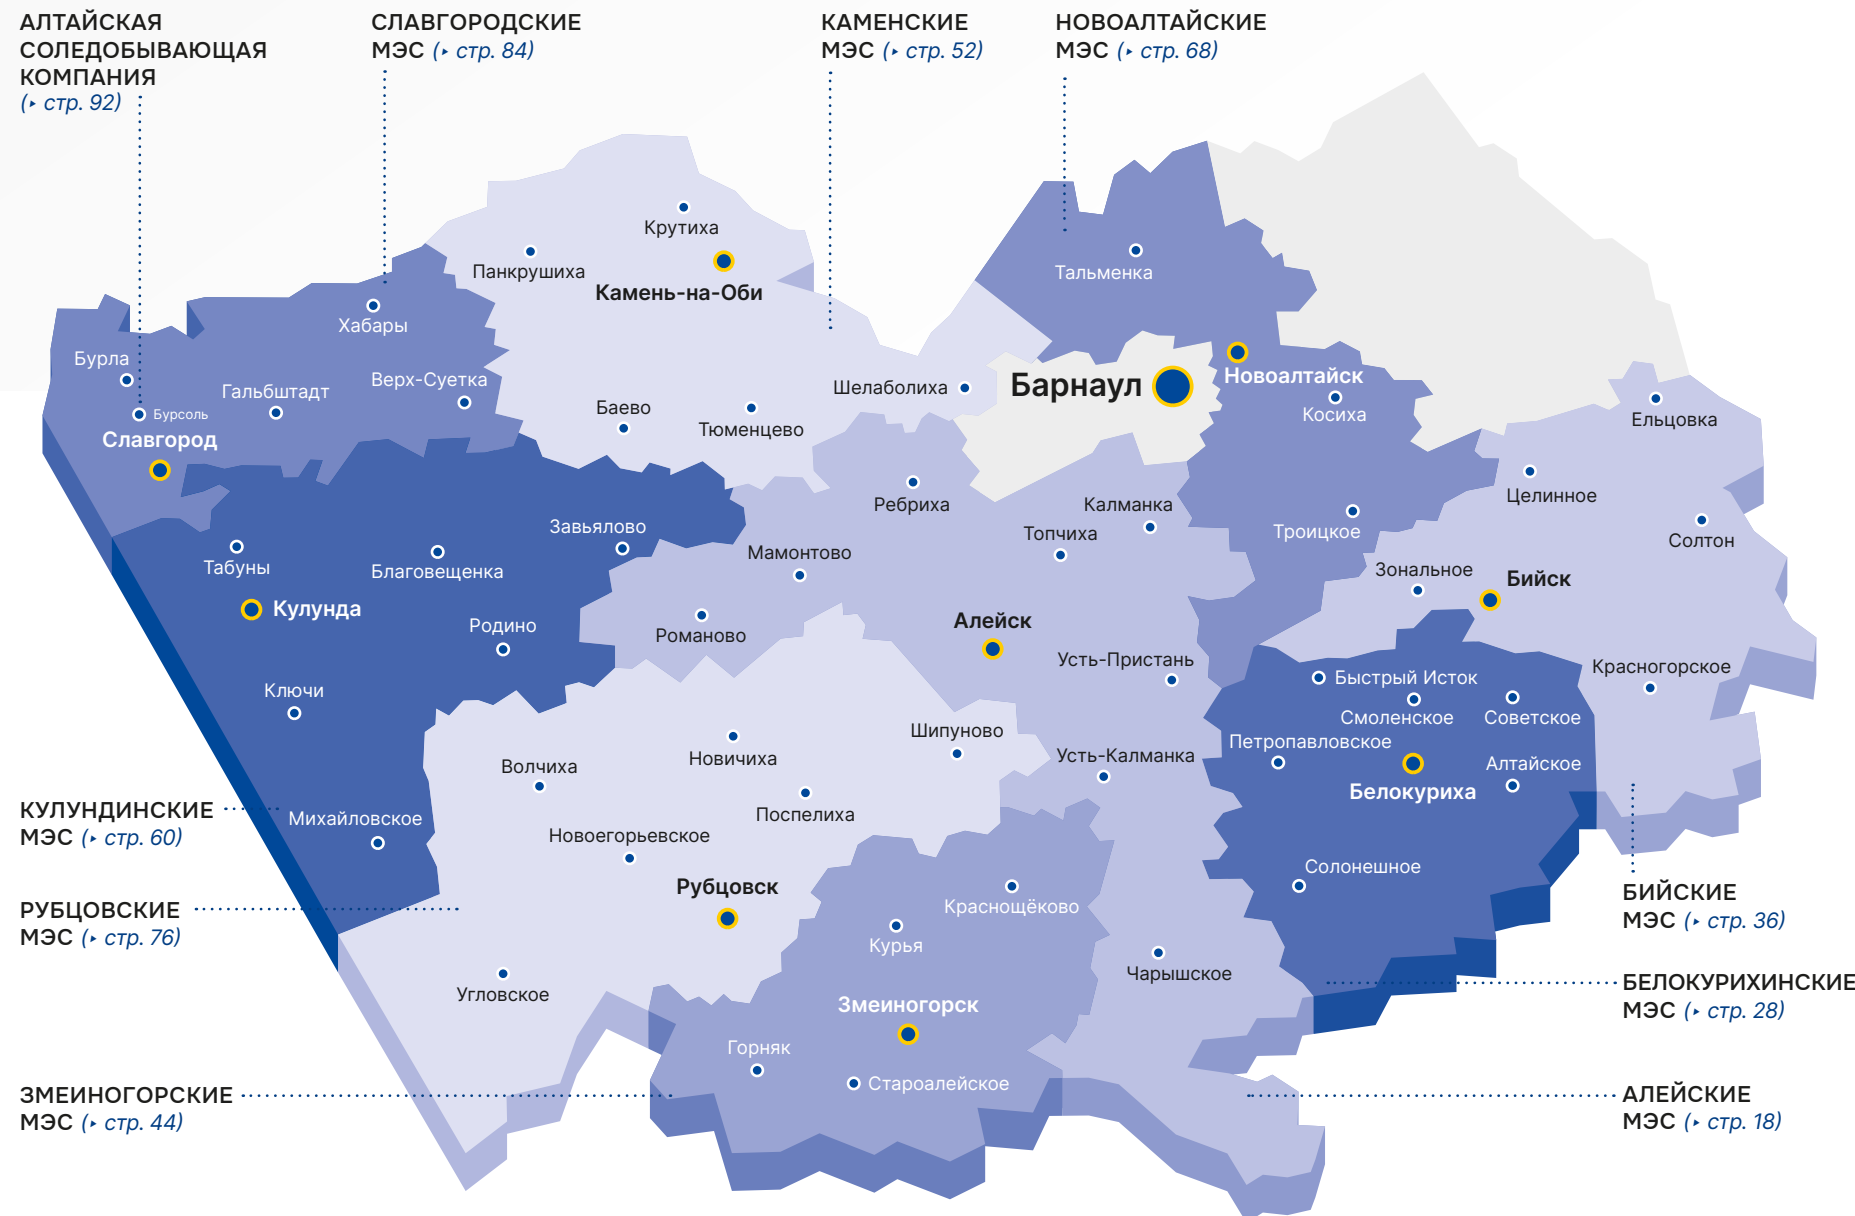 АЛТАЙСКАЯ
СОЛЕДОБЫВАЮЩАЯ
КОМПАНИЯ
(▸ стр. 92)
СЛАВГОРОДСКИЕ
МЭС (▸ стр. 84)
КАМЕНСКИЕ
МЭС (▸ стр. 52)
НОВОАЛТАЙСКИЕ
МЭС (▸ стр. 68)
Крутиха
Панкрушиха
Камень-на-Оби
Тальменка
Хабары
Бурла
Гальбштадт
Верх-Суетка
Бурсоль
Славгород
Баево
Тюменцево
Шелаболиха
Барнаул
Новоалтайск
Косиха
Ельцовка
Целинное
Солтон
Ребриха
Калманка
Топчиха
Троицкое
Завьялово
Мамонтово
Табуны
Благовещенка
Зональное
Бийск
Кулунда
Родино
Романово
Алейск
Усть-Пристань
Быстрый Исток
Красногорское
Ключи
Смоленское
Советское
Шипуново
Новичиха
Волчиха
Усть-Калманка
Петропавловское
Алтайское
Белокуриха
Поспелиха
Михайловское
Новоегорьевское
Солонешное
Рубцовск
Краснощёково
Курья
Чарышское
Угловское
Змеиногорск
Горняк
Староалейское
КУЛУНДИНСКИЕ
МЭС (▸ стр. 60)
РУБЦОВСКИЕ
МЭС (▸ стр. 76)
ЗМЕИНОГОРСКИЕ
МЭС (▸ стр. 44)
БИЙСКИЕ
МЭС (▸ стр. 36)
БЕЛОКУРИХИНСКИЕ
МЭС (▸ стр. 28)
АЛЕЙСКИЕ
МЭС (▸ стр. 18)